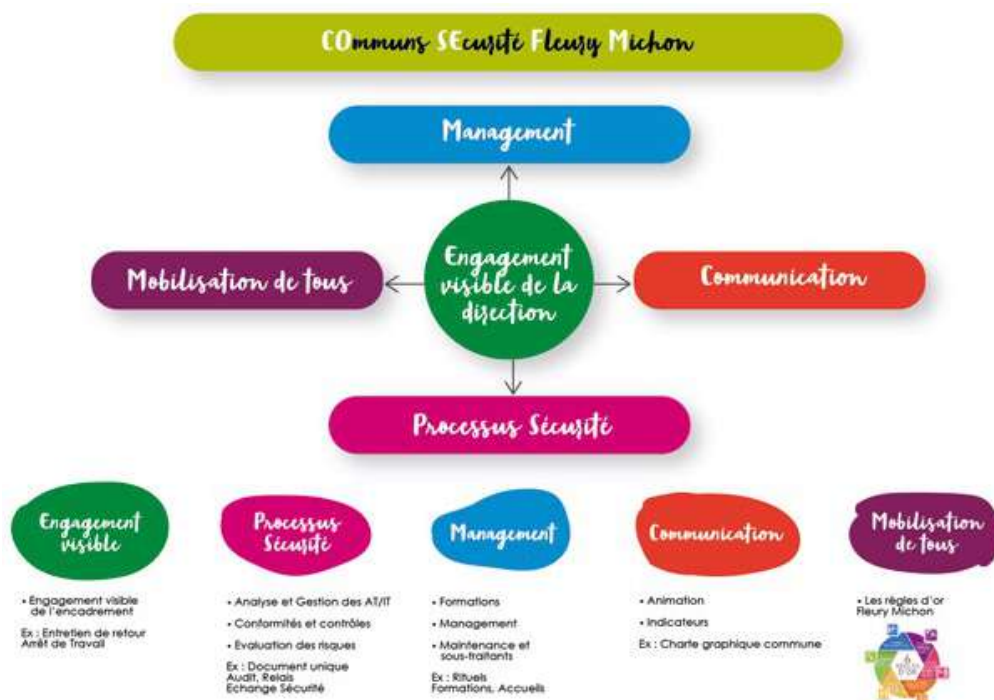 COmmuns SEcurité Fleury Michon
Management
Mobilisation de tous
Engagement
visible de la
direction
Communication
Processus Sécurité
Engagement
visible
• Engagement visible
de l'encadrement
Ex : Entretien de retour
Arrêt de Travail
Processus
Sécurité
• Analyse et Gestion des AT/IT
• Conformités et contrôles
• Evaluation des risques
Ex : Document unique
Audit, Relais
Echange Sécurité
Management
• Formations
• Management
• Maintenance et
sous-traitants
Ex : Rituels
Formations, Accueils
Communication
• Animation
• Indicateurs
Ex : Charte graphique commune
Mobilisation
de tous
• Les règles d'or
Fleury Michon